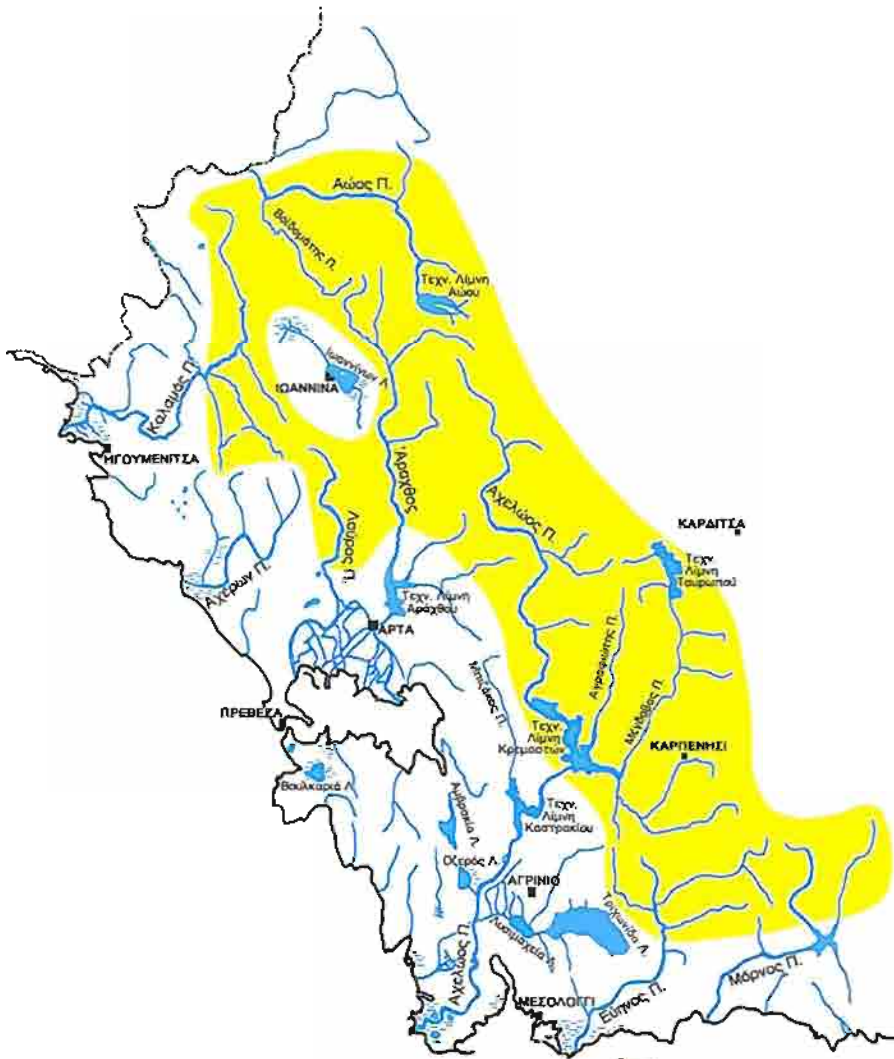 Αώος Π.
Βοϊδομάτης Π.
Τεχν. Λίμνη
Αώου
Ιωαννίνων Λ.
ΙΩΑΝΝΙΝΑ
Καλαμάς Π.
ΗΓΟΥΜΕΝΙΤΣΑ
Άραχθος
Αχελώος Π.
ΚΑΡΔΙΤΣΑ
Λούρος Π.
Τεχν.
Λίμνη
Ταυρωπού
Αχέρων Π.
Τεχν. Λίμνη
Αράχθου
ΑΡΤΑ
Αγραφιώτης Π.
Μέγδοβας Π.
ΠΡΕΒΕΖΑ
Τεχν.
Λίμνη
Κρεμαστών
ΚΑΡΠΕΝΗΣΙ
Βουλκαριά Λ.
Αμβρακία Λ.
Τεχν.
Λίμνη
Καστρακίου
Οζερός Λ.
ΑΓΡΙΝΙΟ
Τριχωνίδα Λ.
Λυσιμαχεία Λ.
Αχελώος Π.
ΜΕΣΟΛΟΓΓΙ
Εύηνος Π.
Μόρνος Π.